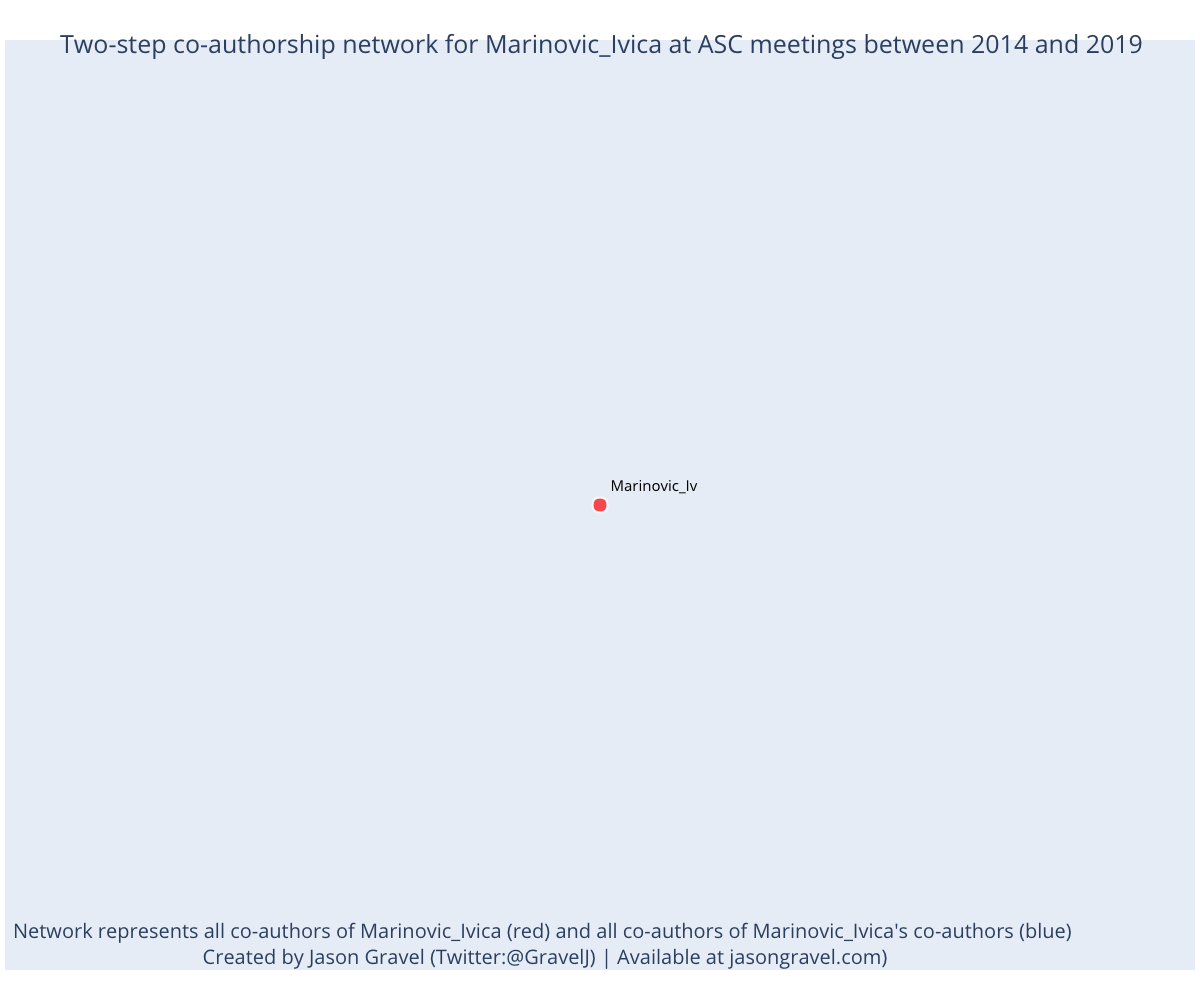 Two-step co-authorship network for Marinovic_Ivica at ASC meetings between 2014 and 2019
Marinovic_Iv
Network represents all co-authors of Marinovic_Ivica (red) and all co-authors of Marinovic_Ivica's co-authors (blue)
Created by Jason Gravel (Twitter:@GravelJ) | Available at jasongravel.com)